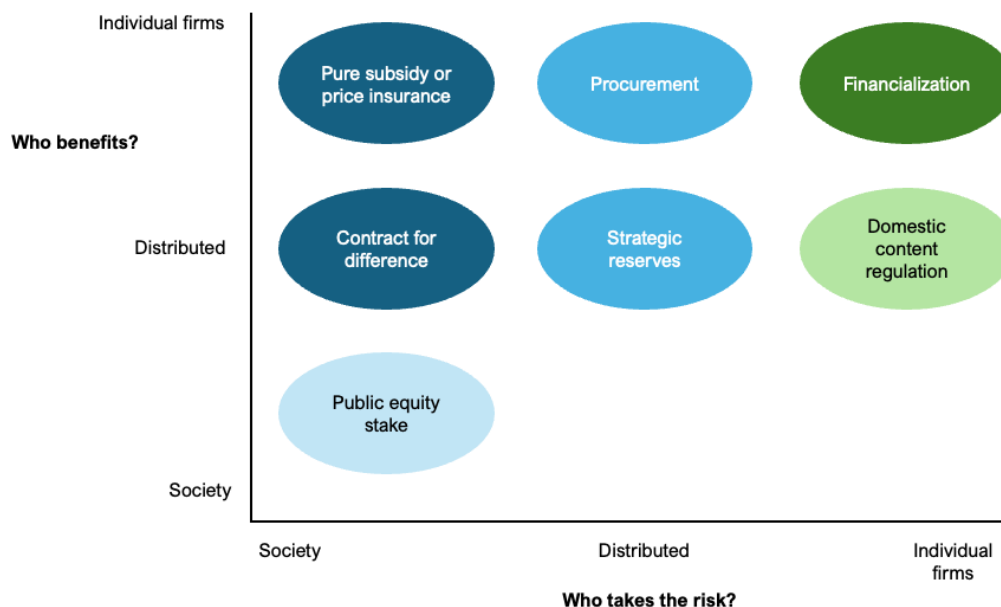 Individual firms
Pure subsidy or
price insurance
Procurement
Financialization
Who benefits?
Distributed
Contract for
difference
Strategic
reserves
Domestic
content
regulation
Public equity
stake
Society
Society
Distributed
Individual
firms
Who takes the risk?